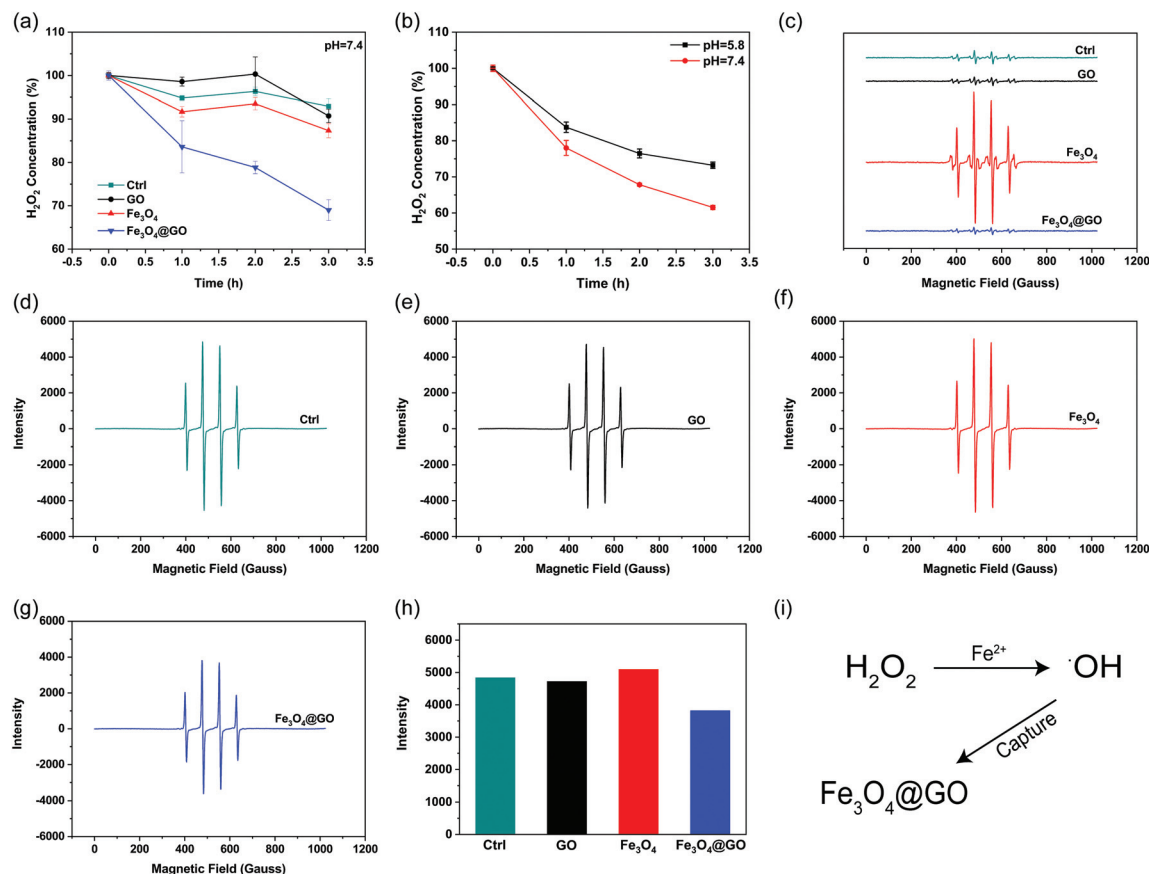 (a)
pH=7.4
110
100
90
80
70
60
H₂O₂ Concentration (%)
Ctrl
GO
Fe₃O₄
Fe₃O₄@GO
-0.5 0.0 0.5 1.0 1.5 2.0 2.5 3.0 3.5
Time (h)
(b)
pH=5.8
pH=7.4
110
100
90
80
70
60
50
H₂O₂ Concentration (%)
-0.5 0.0 0.5 1.0 1.5 2.0 2.5 3.0 3.5
Time (h)
(c)
Ctrl
GO
Fe₃O₄
Fe₃O₄@GO
0 200 400 600 800 1000 1200
Magnetic Field (Gauss)
(d)
6000
4000
2000
0
-2000
-4000
-6000
Intensity
Ctrl
0 200 400 600 800 1000 1200
Magnetic Field (Gauss)
(e)
6000
4000
2000
0
-2000
-4000
-6000
Intensity
GO
0 200 400 600 800 1000 1200
Magnetic Field (Gauss)
(f)
6000
4000
2000
0
-2000
-4000
-6000
Intensity
Fe₃O₄
0 200 400 600 800 1000 1200
Magnetic Field (Gauss)
(g)
6000
4000
2000
0
-2000
-4000
-6000
Intensity
Fe₃O₄@GO
0 200 400 600 800 1000 1200
Magnetic Field (Gauss)
(h)
6000
5000
4000
3000
2000
1000
0
Intensity
Ctrl GO Fe₃O₄ Fe₃O₄@GO
(i)
H₂O₂ Fe²⁺ ·OH
Capture
Fe₃O₄@GO